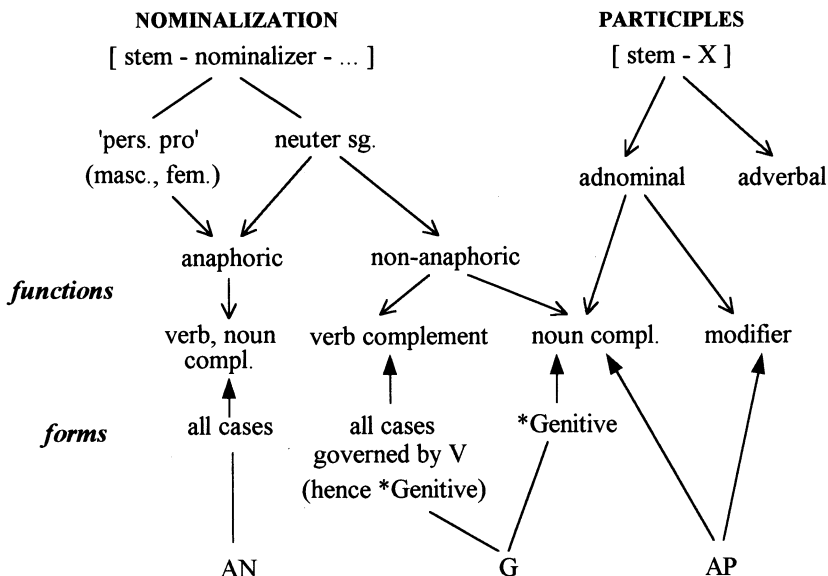 NOMINALIZATION PARTICIPLES
[ stem - nominalizer - ... ] [ stem - X ]
'pers. pro' neuter sg.
(masc., fem.) adnominal adverbal
anaphoric non-anaphoric
functions
verb, noun verb complement noun compl. modifier
compl.
forms all cases all cases *Genitive
governed by V
(hence *Genitive)
AN G AP